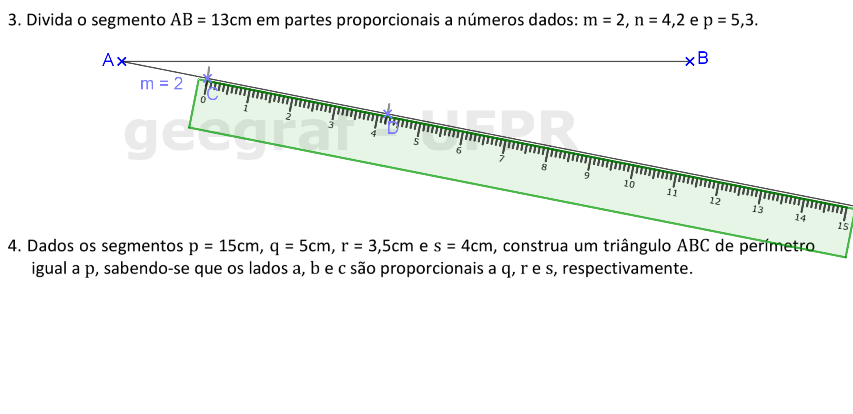 3. Divida o segmento AB = 13cm em partes proporcionais a números dados: m = 2, n = 4,2 e p = 5,3.
A B
m = 2
C
D
0 1 2 3 4 5 6 7 8 9 10 11 12 13 14 15
geegraf - UFPR
4. Dados os segmentos p = 15cm, q = 5cm, r = 3,5cm e s = 4cm, construa um triângulo ABC de perímetro
igual a p, sabendo-se que os lados a, b e c são proporcionais a q, r e s, respectivamente.